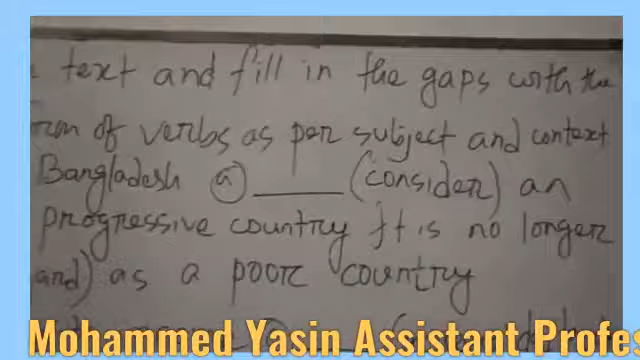 text and fill in the gaps with the
form of verbs as per subject and context
Bangladesh (a) ______ (consider) an
progressive country It is no longer
and) as a poor country
Mohammed Yasin Assistant Profes